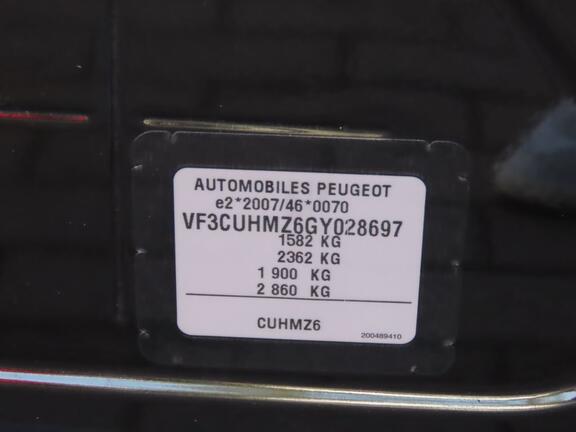 AUTOMOBILES PEUGEOT
e2*2007/46*0070
VF3CUHMZ6GY028697
1582 KG
2362 KG
1 900 KG
2 860 KG
CUHMZ6
200489410